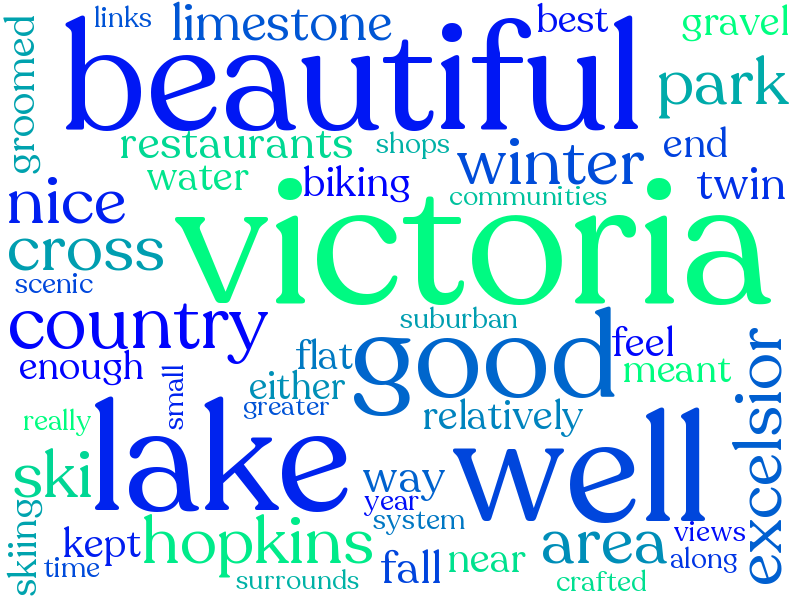 groomed
links
limestone
best
gravel
beautiful
park
restaurants
shops
winter
end
water
biking
communities
twin
nice
victoria
cross
scenic
country
suburban
good
feel
enough
flat
meant
small
either
greater
relatively
excelsior
really
lake
well
ski
way
year
system
skiing
kept
hopkins
time
surrounds
fall
near
area
views
along
crafted